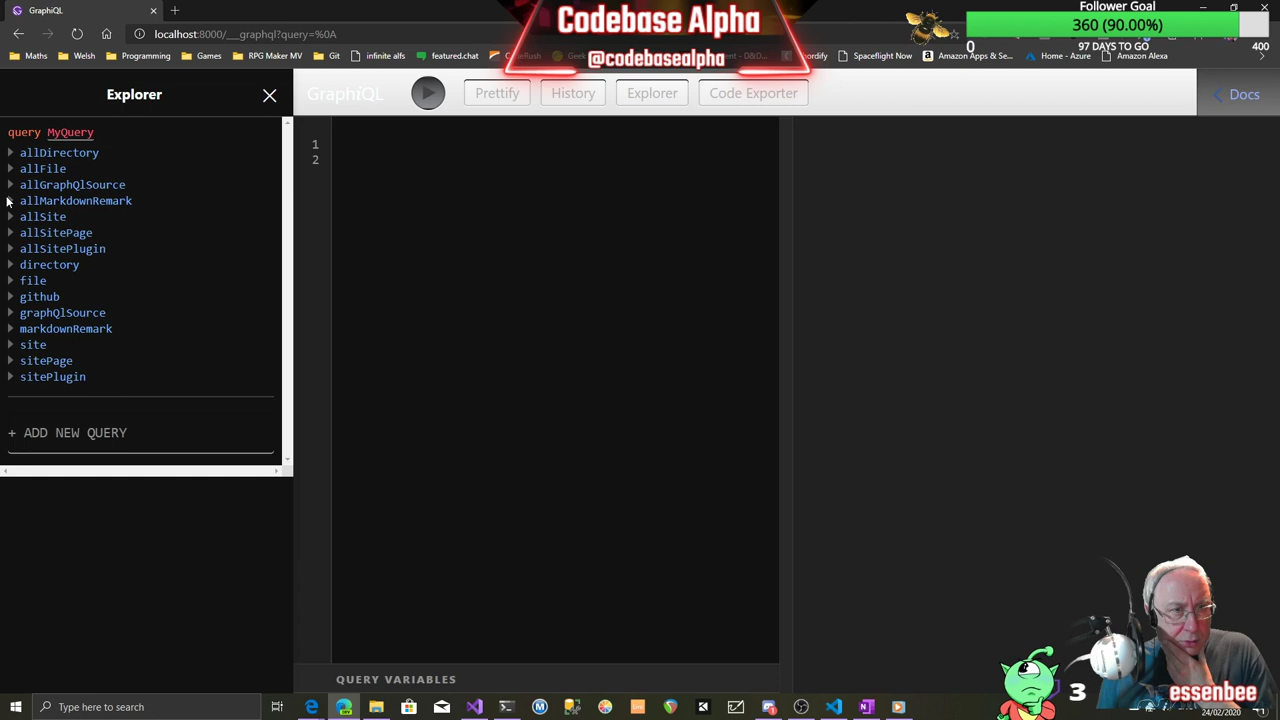 GraphiQL
Codebase Alpha
@codebasealpha
Follower Goal
360 (90.00%)
0
97 DAYS TO GO
400
localhost:8000/___graphql?query=%0A
Intel
Welsh
Programming
Games
RPG Maker MV
Git
infinite alfs
featured.chat
Spaceflight Now
Amazon Apps & Se
Home - Azure
Amazon Alexa
Explorer
GraphiQL
Prettify
History
Explorer
Code Exporter
Docs
query MyQuery
allDirectory
allFile
allGraphQlSource
allMarkdownRemark
allSite
allSitePage
allSitePlugin
directory
file
github
graphQlSource
markdownRemark
site
sitePage
sitePlugin
+ ADD NEW QUERY
1
2
QUERY VARIABLES
3
essenbee
Type here to search
24/02/2020